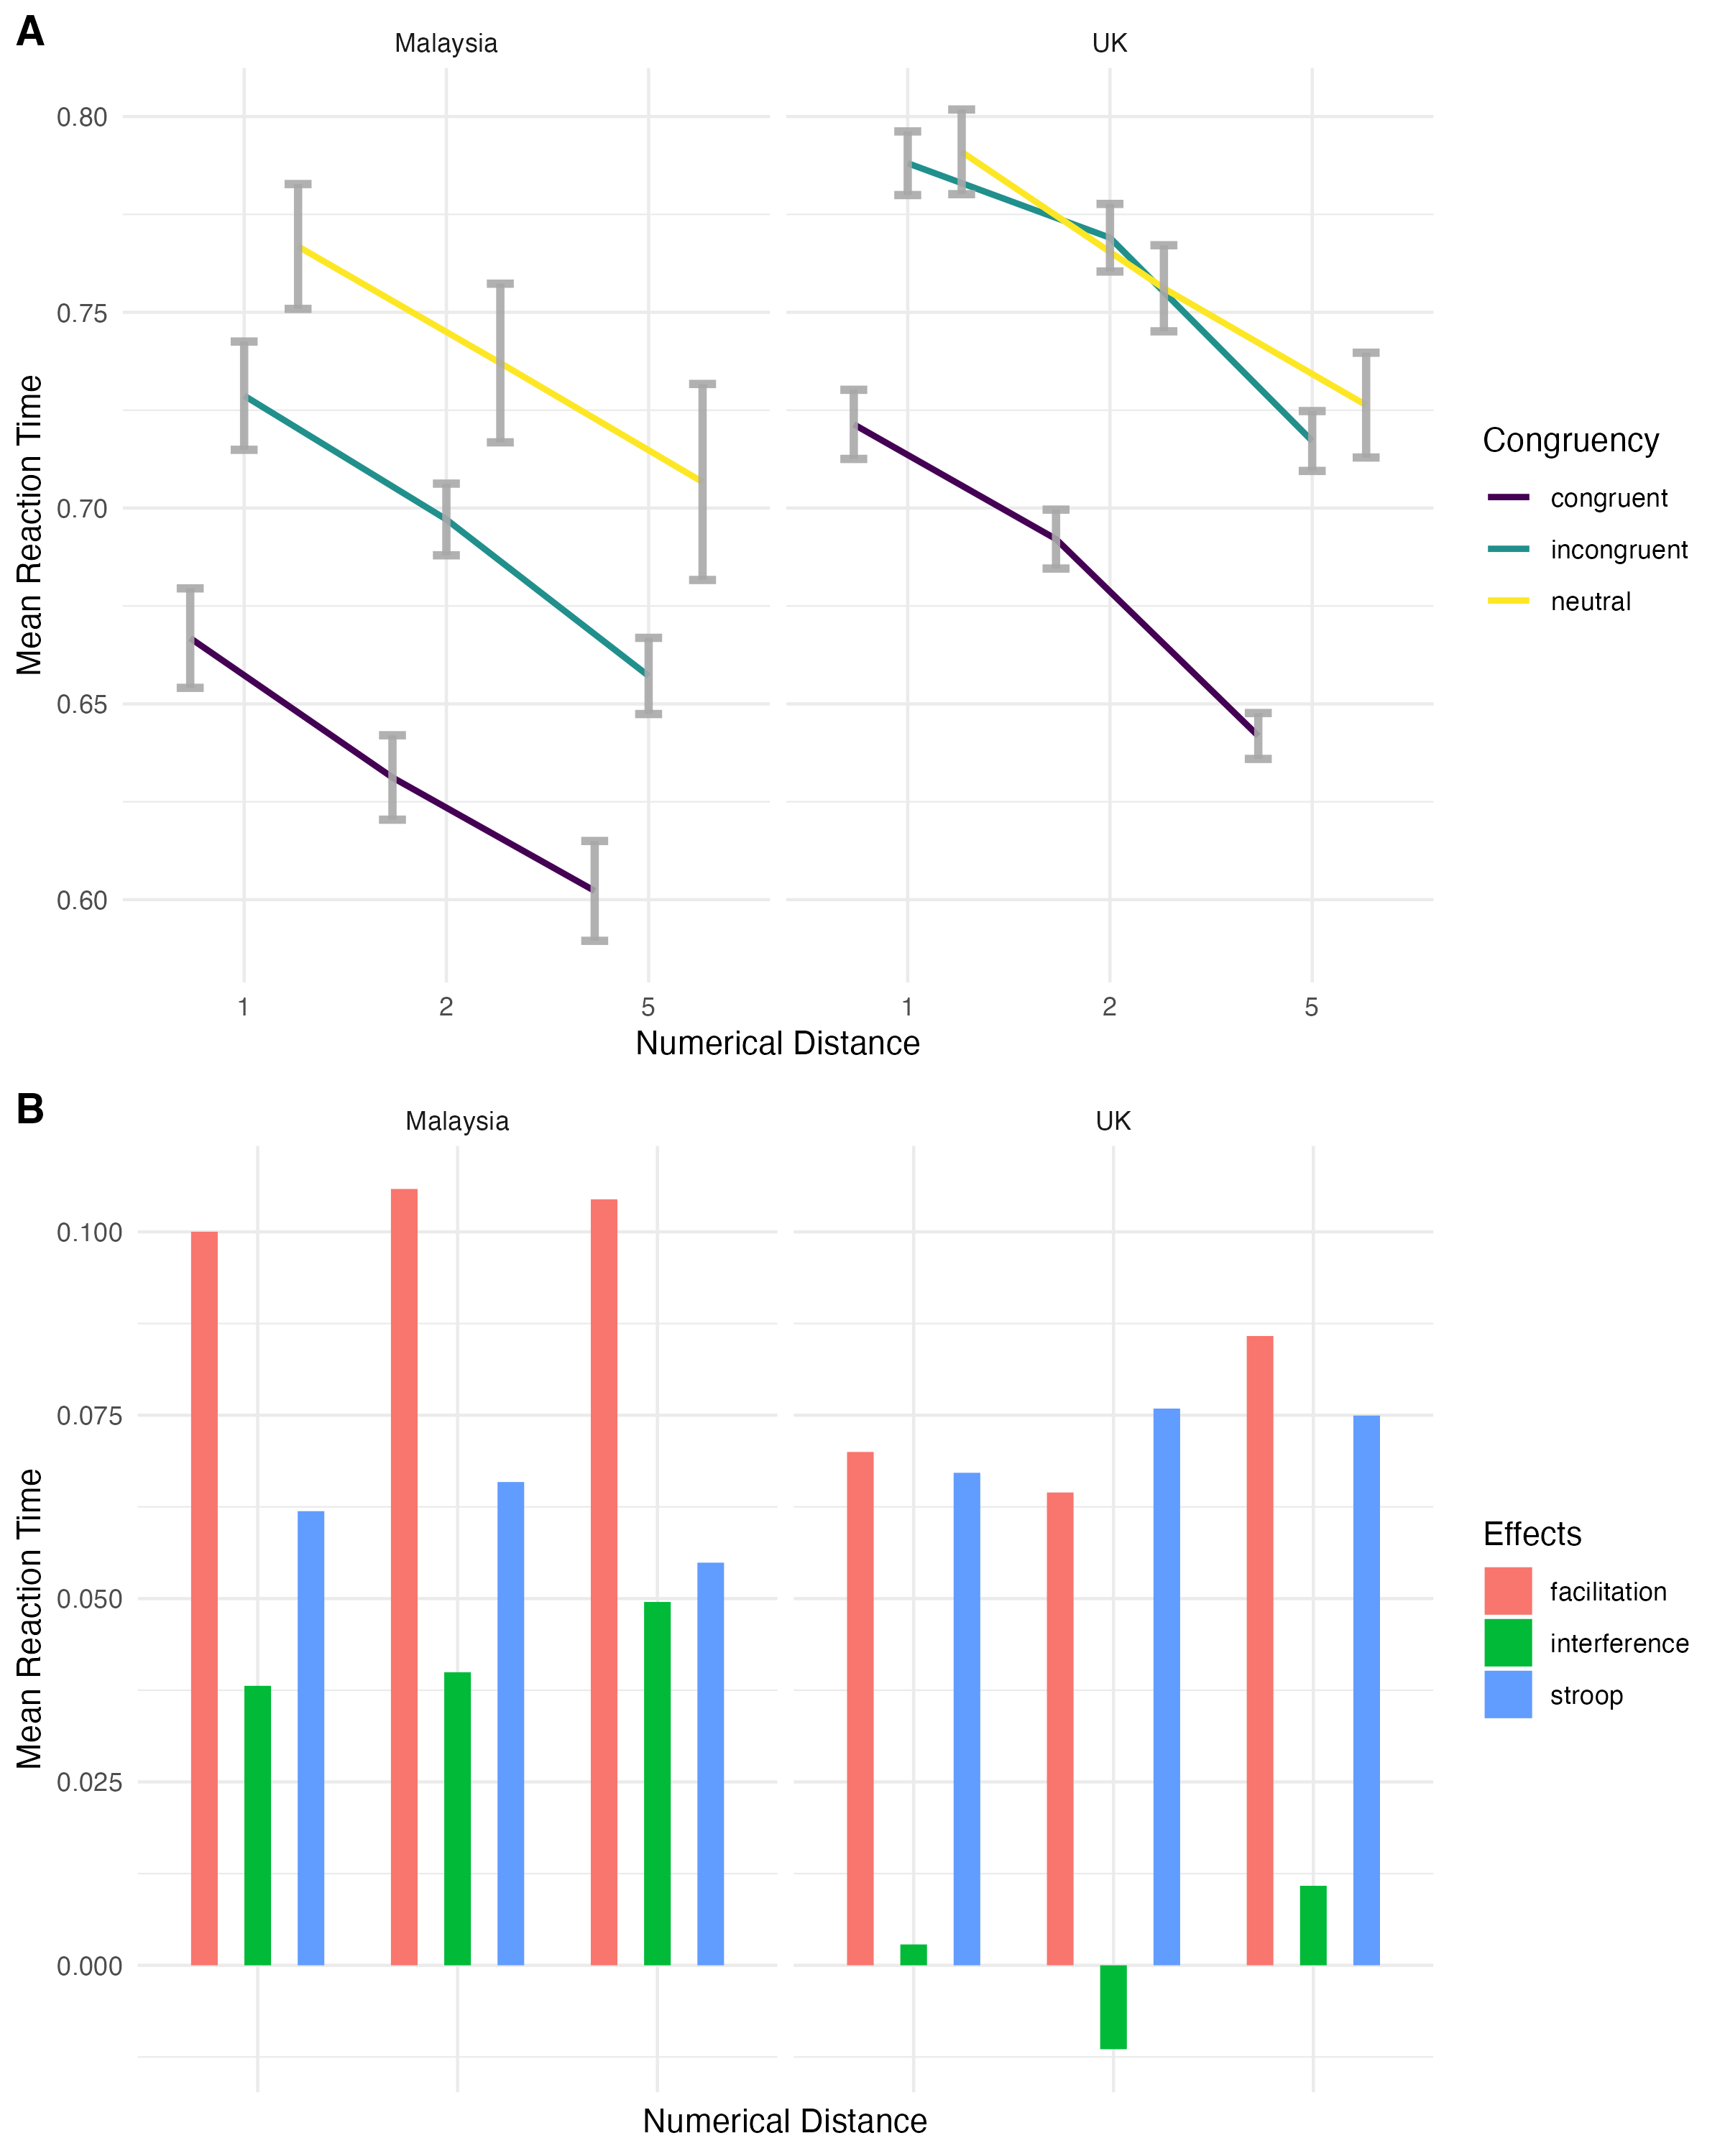 A
Malaysia
UK
0.80
0.75
0.70
0.65
0.60
Mean Reaction Time
1
2
5
1
2
5
Numerical Distance
Congruency
congruent
incongruent
neutral
B
Malaysia
UK
0.100
0.075
0.050
0.025
0.000
Mean Reaction Time
Numerical Distance
Effects
facilitation
interference
stroop